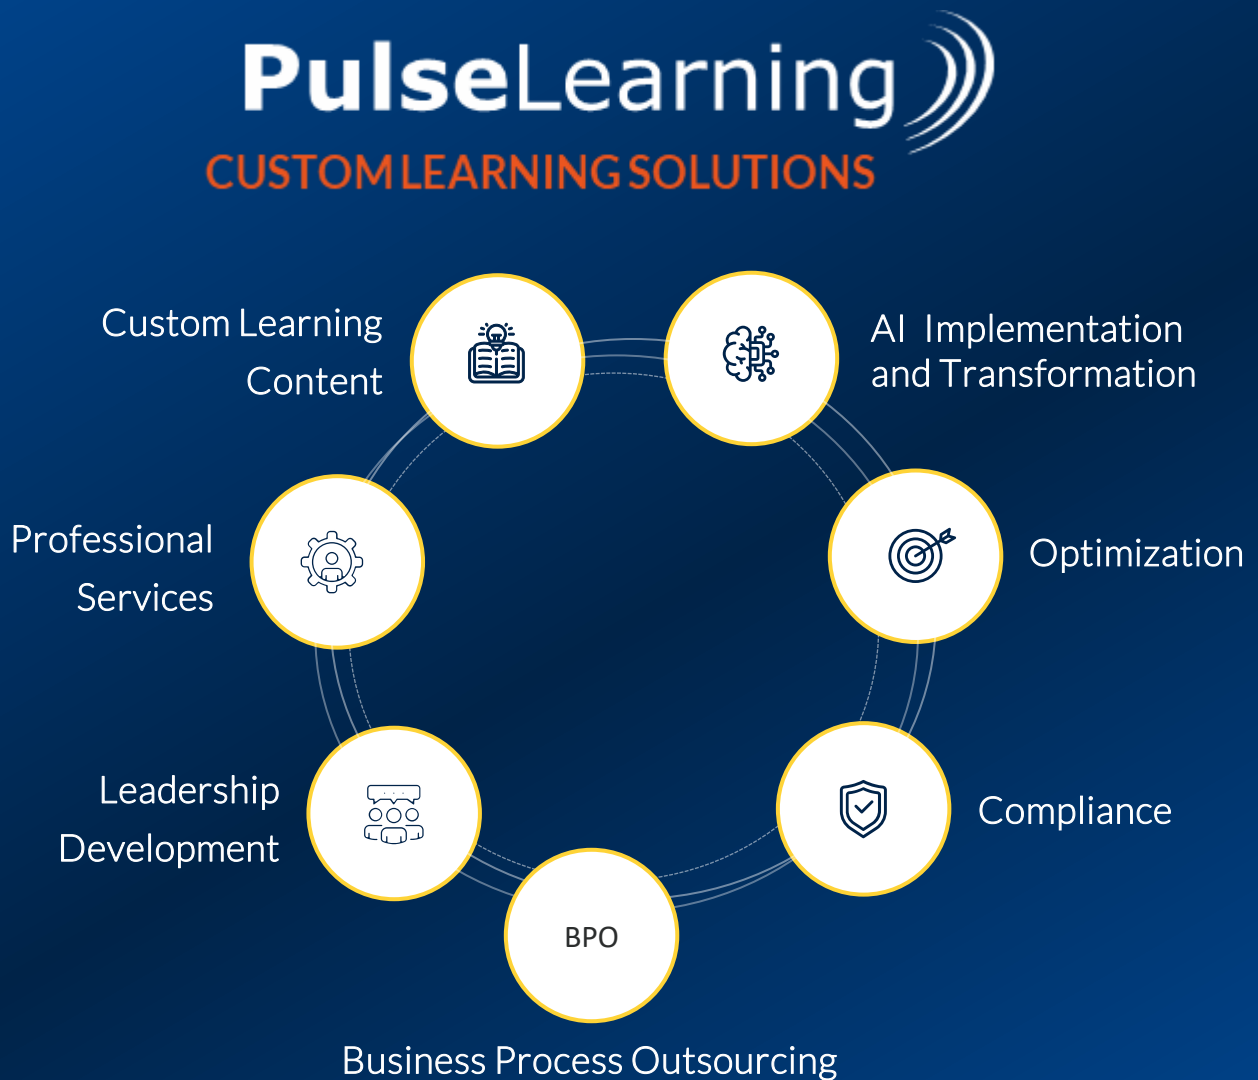 PulseLearning
CUSTOM LEARNING SOLUTIONS
Custom Learning
Content
AI Implementation
and Transformation
Professional
Services
Optimization
Leadership
Development
Compliance
BPO
Business Process Outsourcing